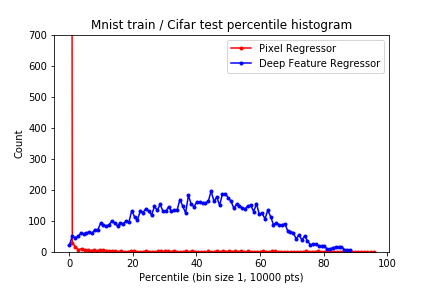 Mnist train / Cifar test percentile histogram
Pixel Regressor
Deep Feature Regressor
700
600
500
400
300
200
100
0
Count
0 20 40 60 80 100
Percentile (bin size 1, 10000 pts)